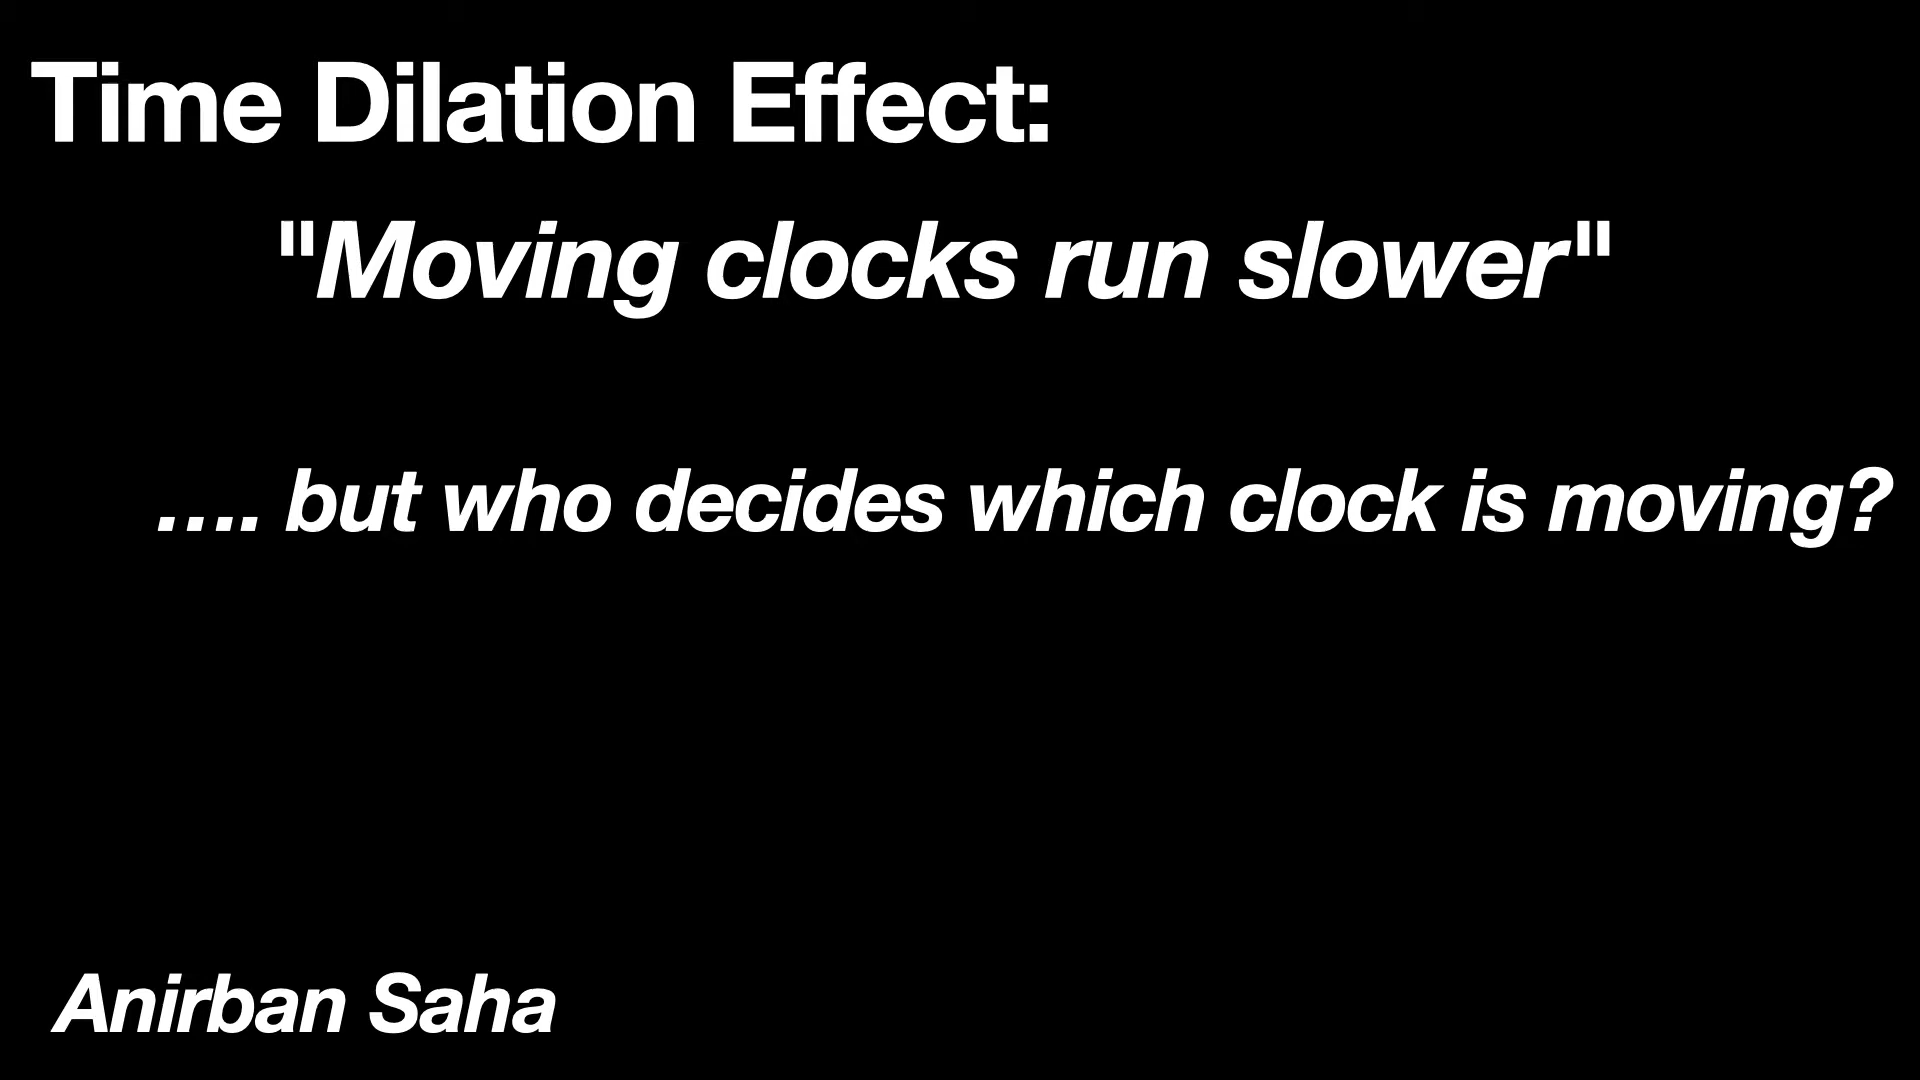 Time Dilation Effect:
"Moving clocks run slower"
.... but who decides which clock is moving?
Anirban Saha